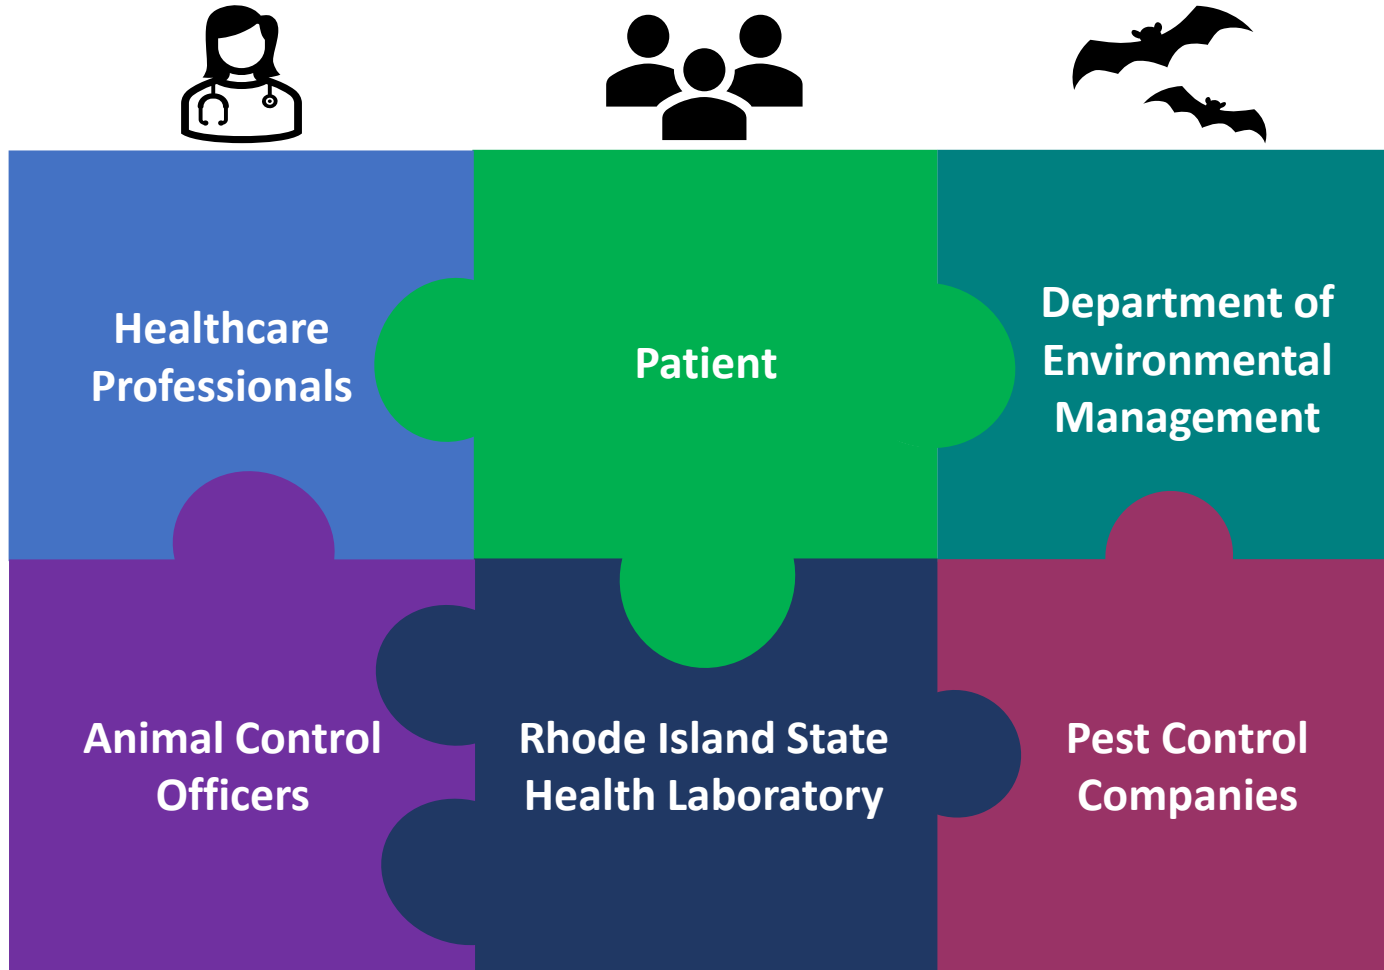 Healthcare
Professionals
Patient
Department of
Environmental
Management
Animal Control
Officers
Rhode Island State
Health Laboratory
Pest Control
Companies